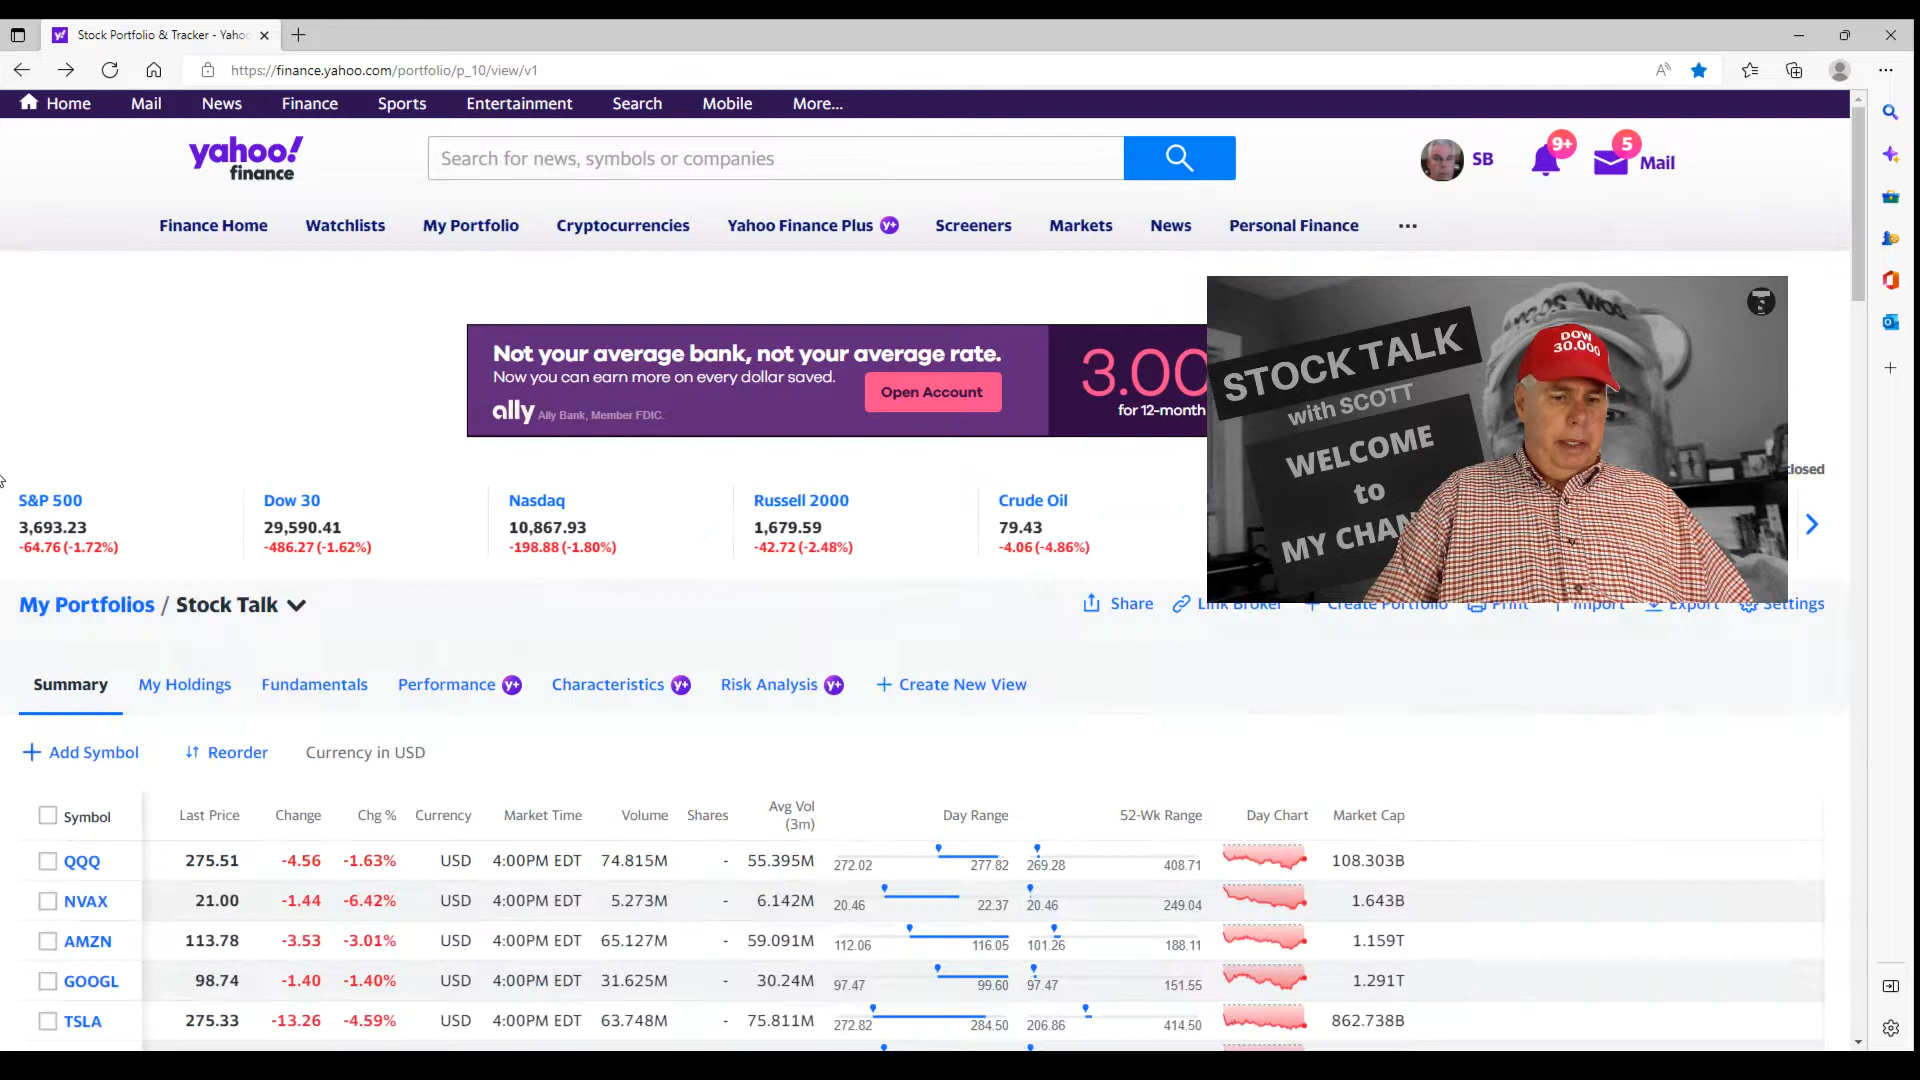 Stock Portfolio & Tracker - Yahoo
https://finance.yahoo.com/portfolio/p_10/view/v1
Home Mail News Finance Sports Entertainment Search Mobile More...
yahoo!
finance
Search for news, symbols or companies
SB
9+
5
Mail
Finance Home Watchlists My Portfolio Cryptocurrencies Yahoo Finance Plus y+ Screeners Markets News Personal Finance ...
Not your average bank, not your average rate.
Now you can earn more on every dollar saved.
Open Account
ally Ally Bank, Member FDIC.
3.00
for 12-month
STOCK TALK
with SCOTT
WELCOME
to
MY CHAN
DOW
30.000
closed
S&P 500 Dow 30 Nasdaq Russell 2000 Crude Oil
3,693.23 29,590.41 10,867.93 1,679.59 79.43
-64.76 (-1.72%) -486.27 (-1.62%) -198.88 (-1.80%) -42.72 (-2.48%) -4.06 (-4.86%)
My Portfolios / Stock Talk
Share Link Broker + Create Portfolio Print Import Export Settings
Summary My Holdings Fundamentals Performance y+ Characteristics y+ Risk Analysis y+ + Create New View
+ Add Symbol Reorder Currency in USD
Symbol Last Price Change Chg % Currency Market Time Volume Shares Avg Vol (3m) Day Range 52-Wk Range Day Chart Market Cap
QQQ 275.51 -4.56 -1.63% USD 4:00PM EDT 74.815M - 55.395M 272.02 277.82 269.28 408.71 108.303B
NVAX 21.00 -1.44 -6.42% USD 4:00PM EDT 5.273M - 6.142M 20.46 22.37 20.46 249.04 1.643B
AMZN 113.78 -3.53 -3.01% USD 4:00PM EDT 65.127M - 59.091M 112.06 116.05 101.26 188.11 1.159T
GOOGL 98.74 -1.40 -1.40% USD 4:00PM EDT 31.625M - 30.24M 97.47 99.60 97.47 151.55 1.291T
TSLA 275.33 -13.26 -4.59% USD 4:00PM EDT 63.748M - 75.811M 272.82 284.50 206.86 414.50 862.738B